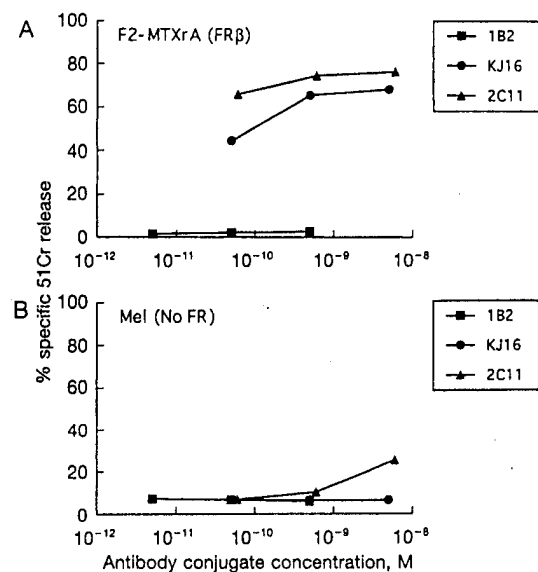 A
F2-MTXrA (FRβ)
100
80
60
40
20
0
10⁻¹² 10⁻¹¹ 10⁻¹⁰ 10⁻⁹ 10⁻⁸
1B2
KJ16
2C11
% specific 51Cr release
B
Mel (No FR)
100
80
60
40
20
0
10⁻¹² 10⁻¹¹ 10⁻¹⁰ 10⁻⁹ 10⁻⁸
1B2
KJ16
2C11
Antibody conjugate concentration, M